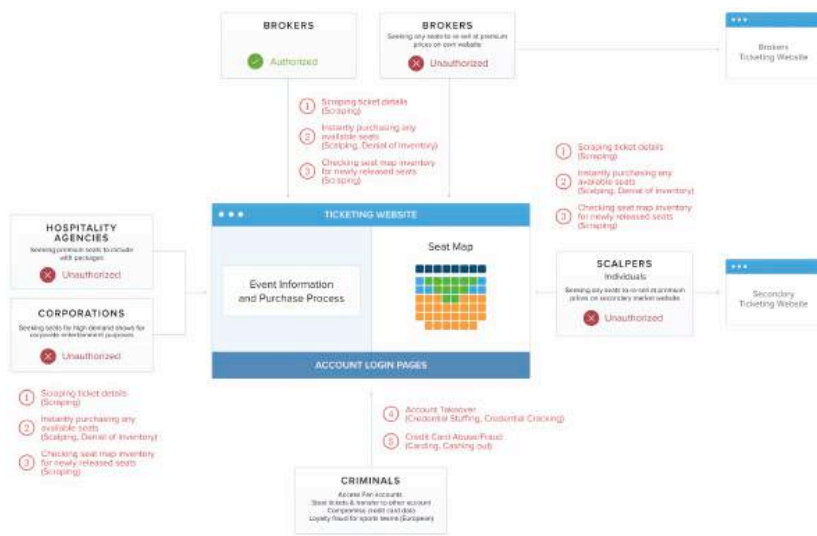 BROKERS
Authorized
BROKERS
Seeking any seats to re-sell at premium
prices on own website
Unauthorized
Brokers
Ticketing Website
1 Scraping ticket details
(Scraping)
2 Instantly purchasing any
available seats
(Scalping, Denial of Inventory)
3 Checking seat map inventory
for newly released seats
(Scraping)
1 Scraping ticket details
(Scraping)
2 Instantly purchasing any
available seats
(Scalping, Denial of Inventory)
3 Checking seat map inventory
for newly released seats
(Scraping)
HOSPITALITY
AGENCIES
Seeking premium seats to include
with packages
Unauthorized
CORPORATIONS
Seeking seats for high demand shows for
corporate entertainment purposes
Unauthorized
1 Scraping ticket details
(Scraping)
2 Instantly purchasing any
available seats
(Scalping, Denial of Inventory)
3 Checking seat map inventory
for newly released seats
(Scraping)
TICKETING WEBSITE
Event Information
and Purchase Process
Seat Map
ACCOUNT LOGIN PAGES
SCALPERS
Individuals
Seeking any seats to re-sell at premium
prices on secondary market website
Unauthorized
Secondary
Ticketing Website
4 Account Takeover
(Credential Stuffing, Credential Cracking)
5 Credit Card Abuse/Fraud
(Carding, Cashing out)
CRIMINALS
Access Fan accounts
Steal tickets & transfer to other account
Compromise credit card data
Loyalty fraud for sports teams (European)